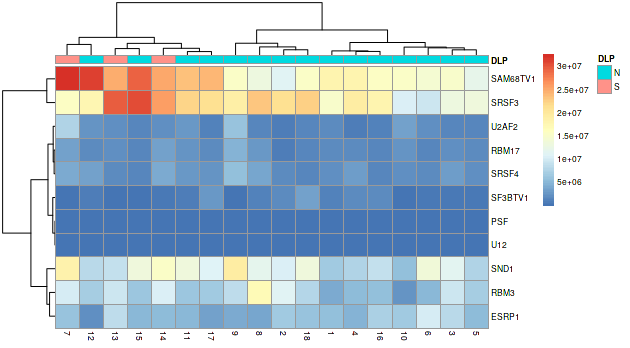 DLP
DLP
N
S
3e+07
2.5e+07
2e+07
1.5e+07
1e+07
5e+06
SAM68TV1
SRSF3
U2AF2
RBM17
SRSF4
SF3BTV1
PSF
U12
SND1
RBM3
ESRP1
7 12 13 15 14 11 17 9 8 2 18 1 4 16 10 6 3 5